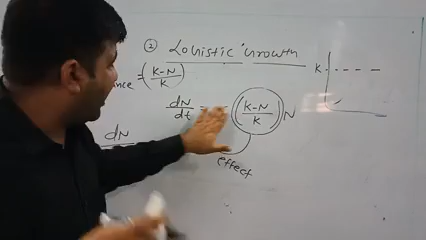 ② Logistic Growth
K - - - -
ance = (K-N / K)
dN / dt = (K-N / K) N
dN
effect